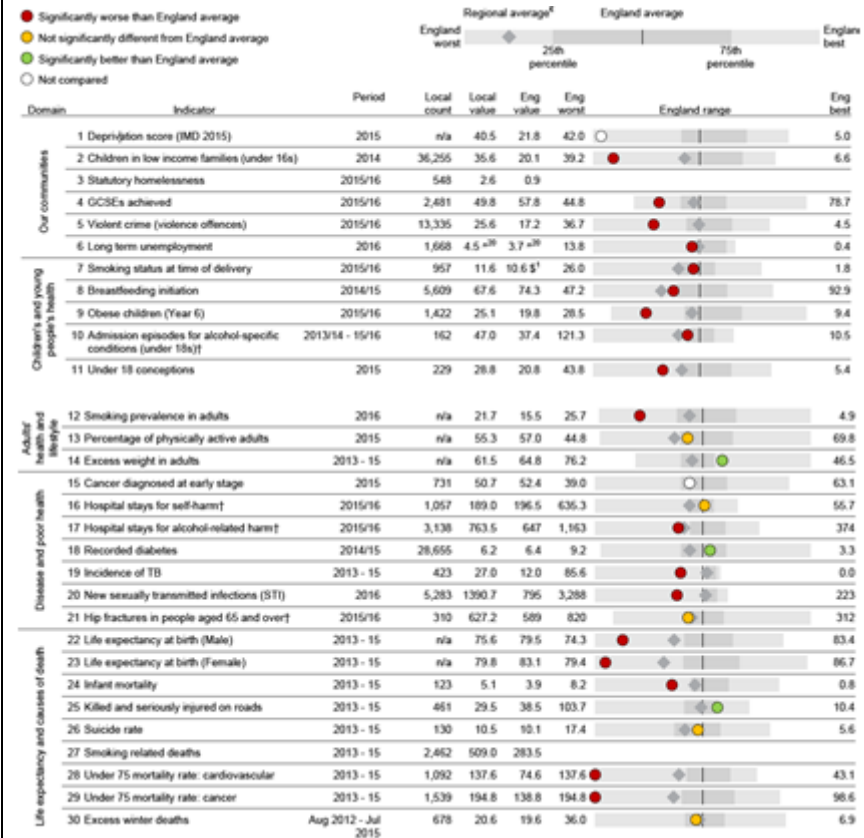 Significantly worse than England average
Not significantly different from England average
Significantly better than England average
Not compared
Regional average€ England average
England worst England best
25th percentile 75th percentile
Domain Indicator Period Local count Local value Eng value Eng worst England range Eng best
Our communities
1 Deprivation score (IMD 2015) 2015 n/a 40.5 21.8 42.0 5.0
2 Children in low income families (under 16s) 2014 36,255 35.6 20.1 39.2 6.6
3 Statutory homelessness 2015/16 548 2.6 0.9
4 GCSEs achieved 2015/16 2,481 49.8 57.8 44.8 78.7
5 Violent crime (violence offences) 2015/16 13,335 25.6 17.2 36.7 4.5
6 Long term unemployment 2016 1,668 4.5 ^20 3.7 ^20 13.8 0.4
Children's and young people's health
7 Smoking status at time of delivery 2015/16 957 11.6 10.6 $1 26.0 1.8
8 Breastfeeding initiation 2014/15 5,609 67.6 74.3 47.2 92.9
9 Obese children (Year 6) 2015/16 1,422 25.1 19.8 28.5 9.4
10 Admission episodes for alcohol-specific conditions (under 18s)† 2013/14 - 15/16 162 47.0 37.4 121.3 10.5
11 Under 18 conceptions 2015 229 28.8 20.8 43.8 5.4
Adults' health and lifestyle
12 Smoking prevalence in adults 2016 n/a 21.7 15.5 25.7 4.9
13 Percentage of physically active adults 2015 n/a 55.3 57.0 44.8 69.8
14 Excess weight in adults 2013 - 15 n/a 61.5 64.8 76.2 46.5
Disease and poor health
15 Cancer diagnosed at early stage 2015 731 50.7 52.4 39.0 63.1
16 Hospital stays for self-harm† 2015/16 1,057 189.0 196.5 635.3 55.7
17 Hospital stays for alcohol-related harm† 2015/16 3,138 763.5 647 1,163 374
18 Recorded diabetes 2014/15 28,655 6.2 6.4 9.2 3.3
19 Incidence of TB 2013 - 15 423 27.0 12.0 85.6 0.0
20 New sexually transmitted infections (STI) 2016 5,283 1390.7 795 3,288 223
21 Hip fractures in people aged 65 and over† 2015/16 310 627.2 589 820 312
Life expectancy and causes of death
22 Life expectancy at birth (Male) 2013 - 15 n/a 75.6 79.5 74.3 83.4
23 Life expectancy at birth (Female) 2013 - 15 n/a 79.8 83.1 79.4 86.7
24 Infant mortality 2013 - 15 123 5.1 3.9 8.2 0.8
25 Killed and seriously injured on roads 2013 - 15 461 29.5 38.5 103.7 10.4
26 Suicide rate 2013 - 15 130 10.5 10.1 17.4 5.6
27 Smoking related deaths 2013 - 15 2,462 509.0 283.5
28 Under 75 mortality rate: cardiovascular 2013 - 15 1,092 137.6 74.6 137.6 43.1
29 Under 75 mortality rate: cancer 2013 - 15 1,539 194.8 138.8 194.8 98.6
30 Excess winter deaths Aug 2012 - Jul 2015 678 20.6 19.6 36.0 6.9